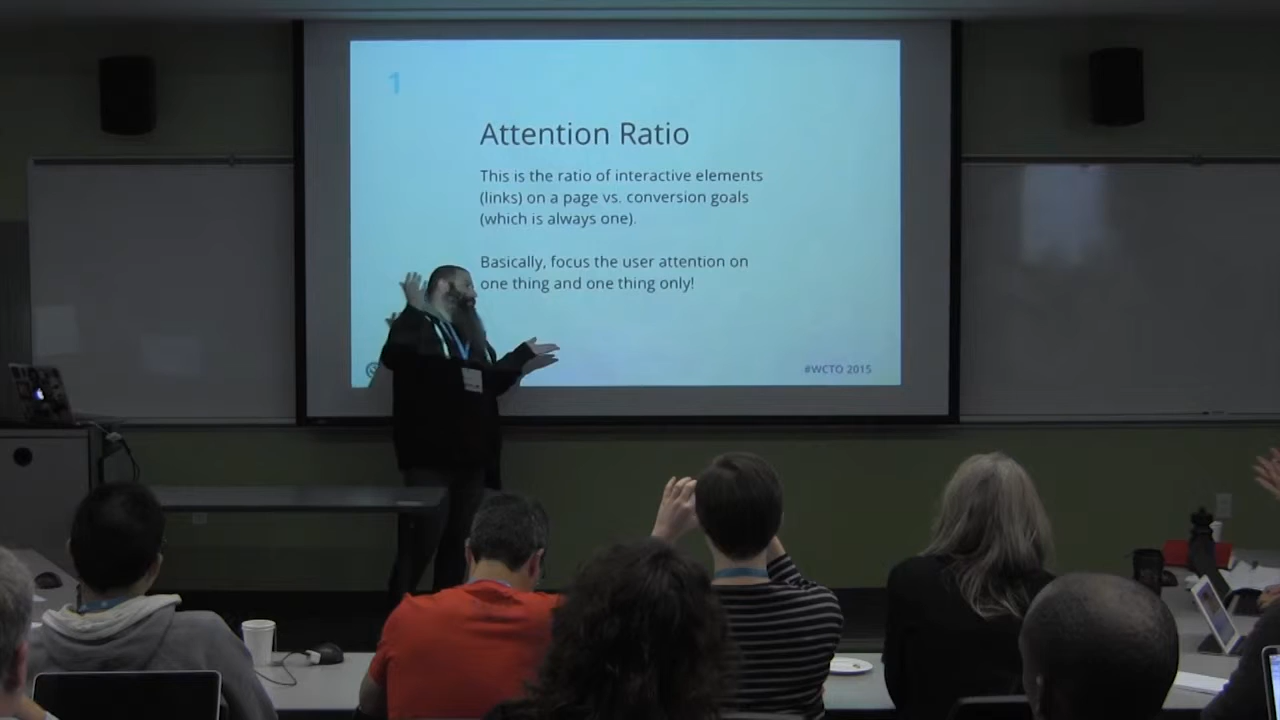 1
Attention Ratio
This is the ratio of interactive elements
(links) on a page vs. conversion goals
(which is always one).
Basically, focus the user attention on
one thing and one thing only!
#WCTO 2015